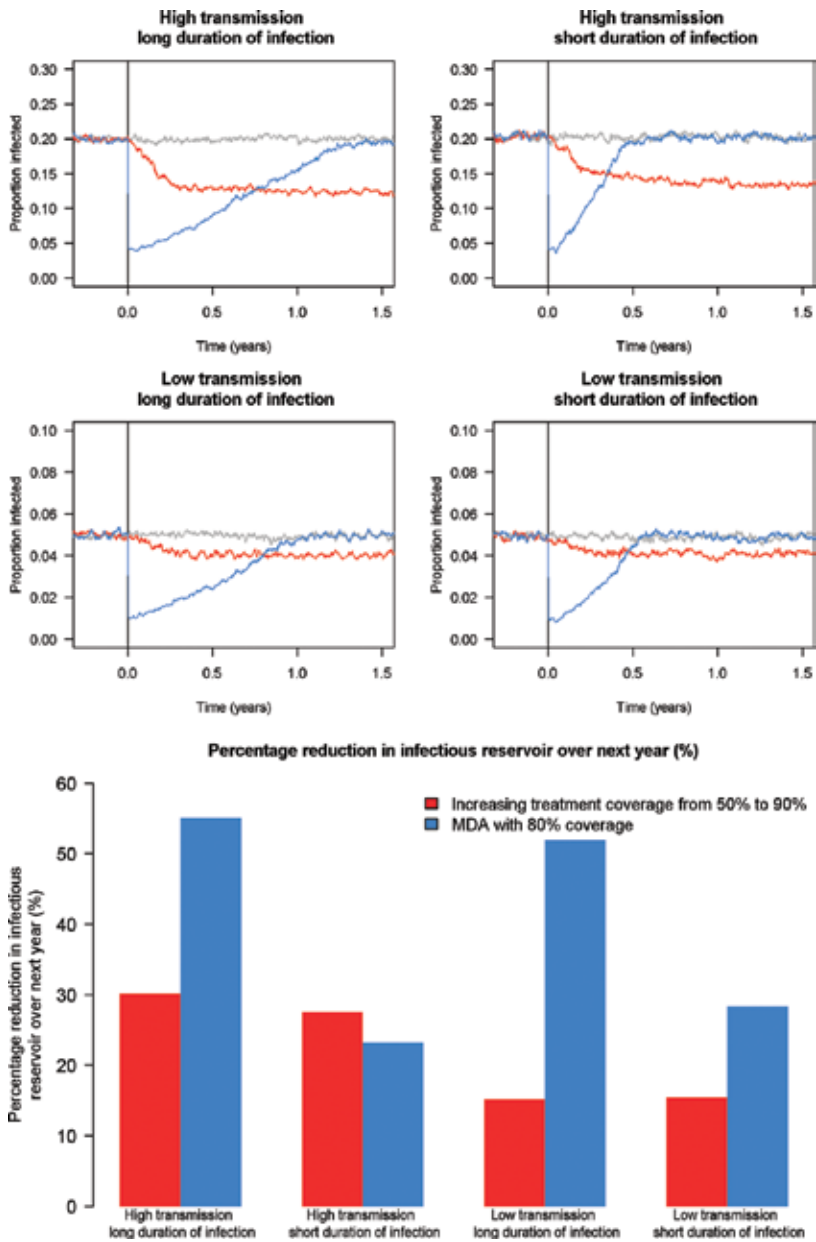 High transmission
long duration of infection
High transmission
short duration of infection
Proportion infected
0.30
0.25
0.20
0.15
0.10
0.05
0.00
0.0 0.5 1.0 1.5
Time (years)
Proportion infected
0.30
0.25
0.20
0.15
0.10
0.05
0.00
0.0 0.5 1.0 1.5
Time (years)
Low transmission
long duration of infection
Low transmission
short duration of infection
Proportion infected
0.10
0.08
0.06
0.04
0.02
0.00
0.0 0.5 1.0 1.5
Time (years)
Proportion infected
0.10
0.08
0.06
0.04
0.02
0.00
0.0 0.5 1.0 1.5
Time (years)
Percentage reduction in infectious reservoir over next year (%)
Percentage reduction in infectious
reservoir over next year (%)
60
50
40
30
20
10
0
Increasing treatment coverage from 50% to 90%
MDA with 80% coverage
High transmission
long duration of infection
High transmission
short duration of infection
Low transmission
long duration of infection
Low transmission
short duration of infection